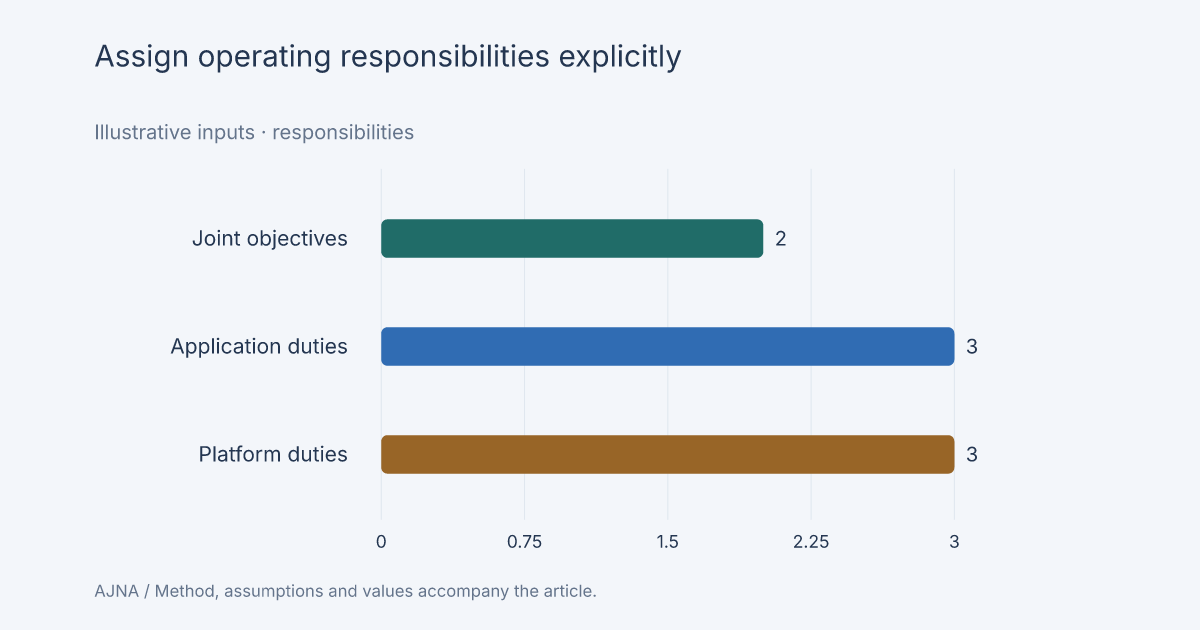 Assign operating responsibilities explicitly
Illustrative inputs · responsibilities
Joint objectives 2
Application duties 3
Platform duties 3
0 0.75 1.5 2.25 3
AJNA / Method, assumptions and values accompany the article.